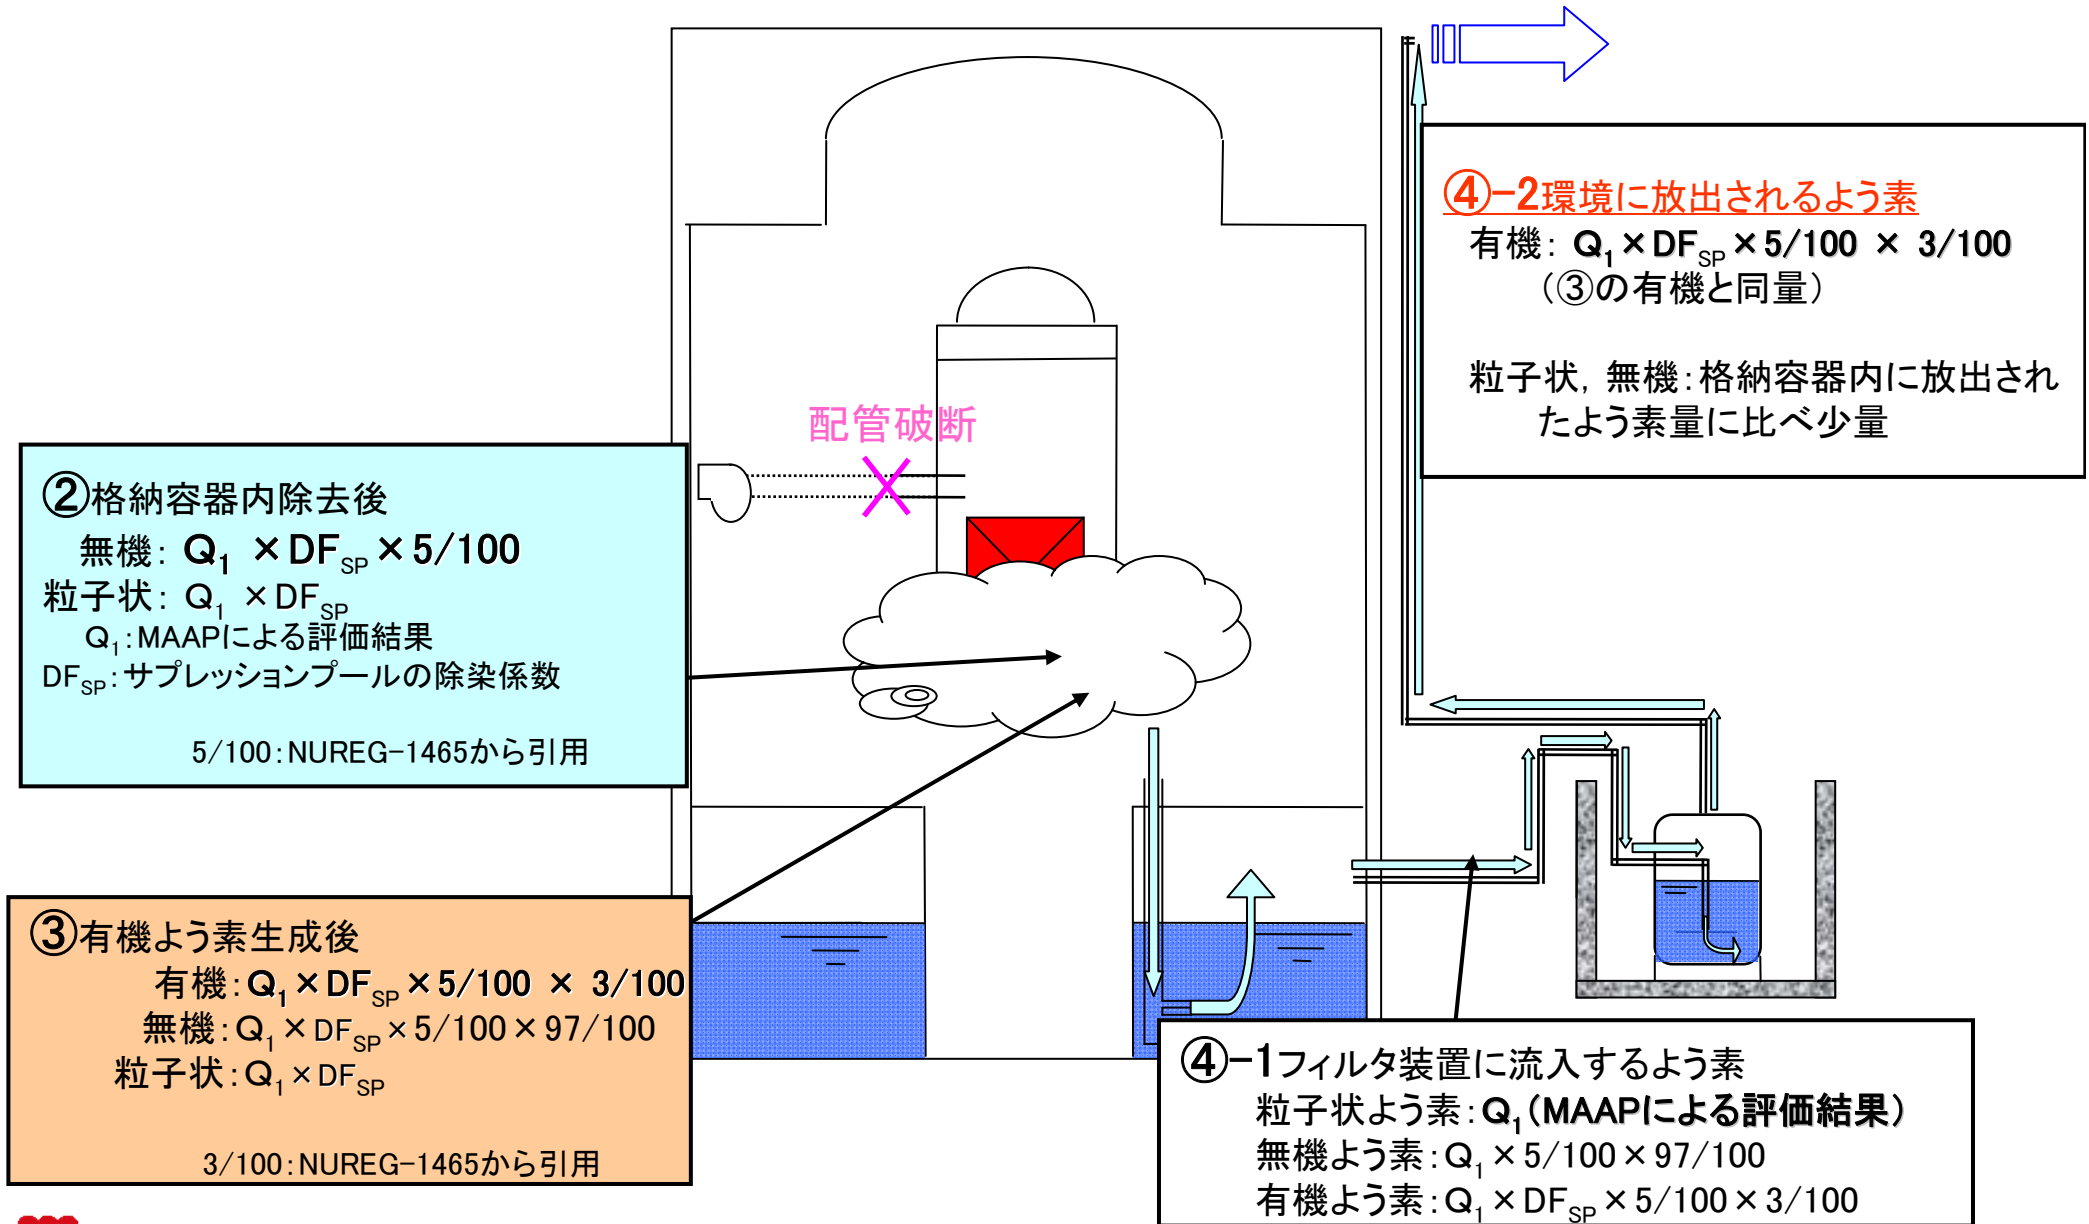 配管破断
②格納容器内除去後
無機：Q₁ ×DF_SP×5/100
粒子状：Q₁ ×DF_SP
Q₁：MAAPによる評価結果
DF_SP：サプレッションプールの除染係数
5/100：NUREG−1465から引用
③有機よう素生成後
有機：Q₁×DF_SP×5/100 × 3/100
無機：Q₁×DF_SP×5/100×97/100
粒子状：Q₁×DF_SP
3/100：NUREG−1465から引用
④−2環境に放出されるよう素
有機：Q₁×DF_SP×5/100 × 3/100
（③の有機と同量）
粒子状，無機：格納容器内に放出され
たよう素量に比べ少量
④−1フィルタ装置に流入するよう素
粒子状よう素：Q₁（MAAPによる評価結果）
無機よう素：Q₁×5/100×97/100
有機よう素：Q₁×DF_SP×5/100×3/100